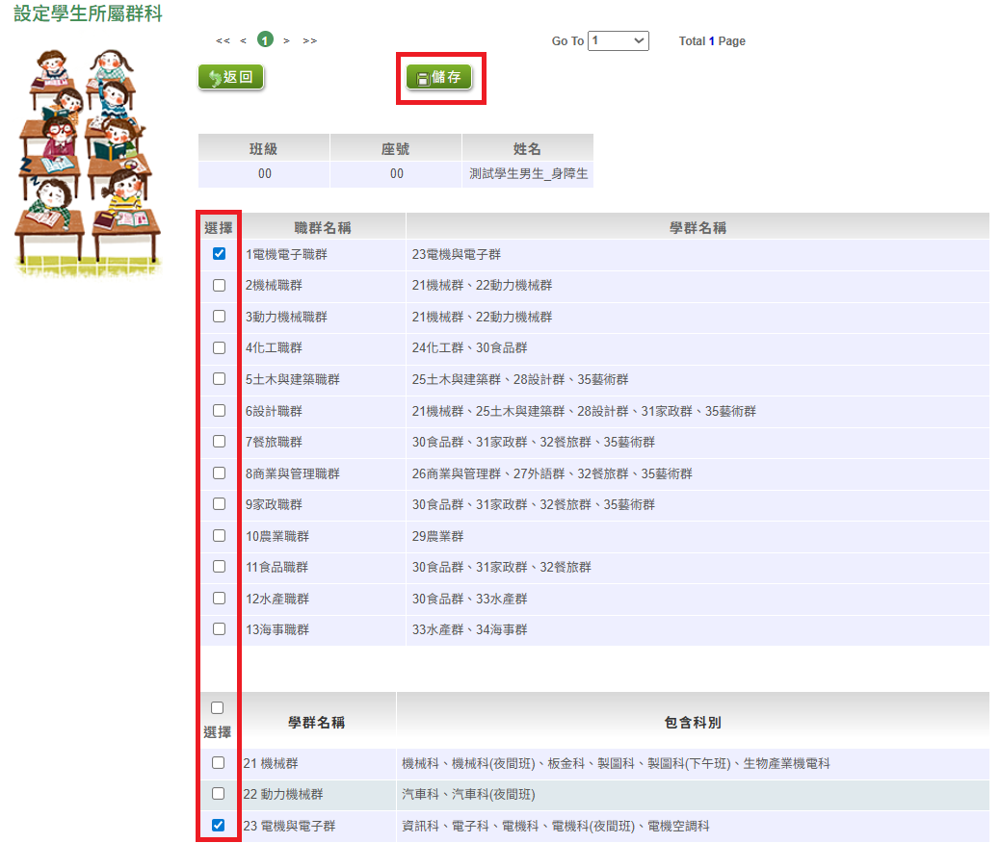 設定學生所屬群科
<< < 1 > >> Go To 1 Total 1 Page
返回 儲存
班級 座號 姓名
00 00 測試學生男生_身障生
選擇 職群名稱 學群名稱
1電機電子職群 23電機與電子群
2機械職群 21機械群、22動力機械群
3動力機械職群 21機械群、22動力機械群
4化工職群 24化工群、30食品群
5土木與建築職群 25土木與建築群、28設計群、35藝術群
6設計職群 21機械群、25土木與建築群、28設計群、31家政群、35藝術群
7餐旅職群 30食品群、31家政群、32餐旅群、35藝術群
8商業與管理職群 26商業與管理群、27外語群、32餐旅群、35藝術群
9家政職群 30食品群、31家政群、32餐旅群、35藝術群
10農業職群 29農業群
11食品職群 30食品群、31家政群、32餐旅群
12水產職群 30食品群、33水產群
13海事職群 33水產群、34海事群
選擇 學群名稱 包含科別
21 機械群 機械科、機械科(夜間班)、板金科、製圖科、製圖科(下午班)、生物產業機電科
22 動力機械群 汽車科、汽車科(夜間班)
23 電機與電子群 資訊科、電子科、電機科、電機科(夜間班)、電機空調科
Z
Z
Z